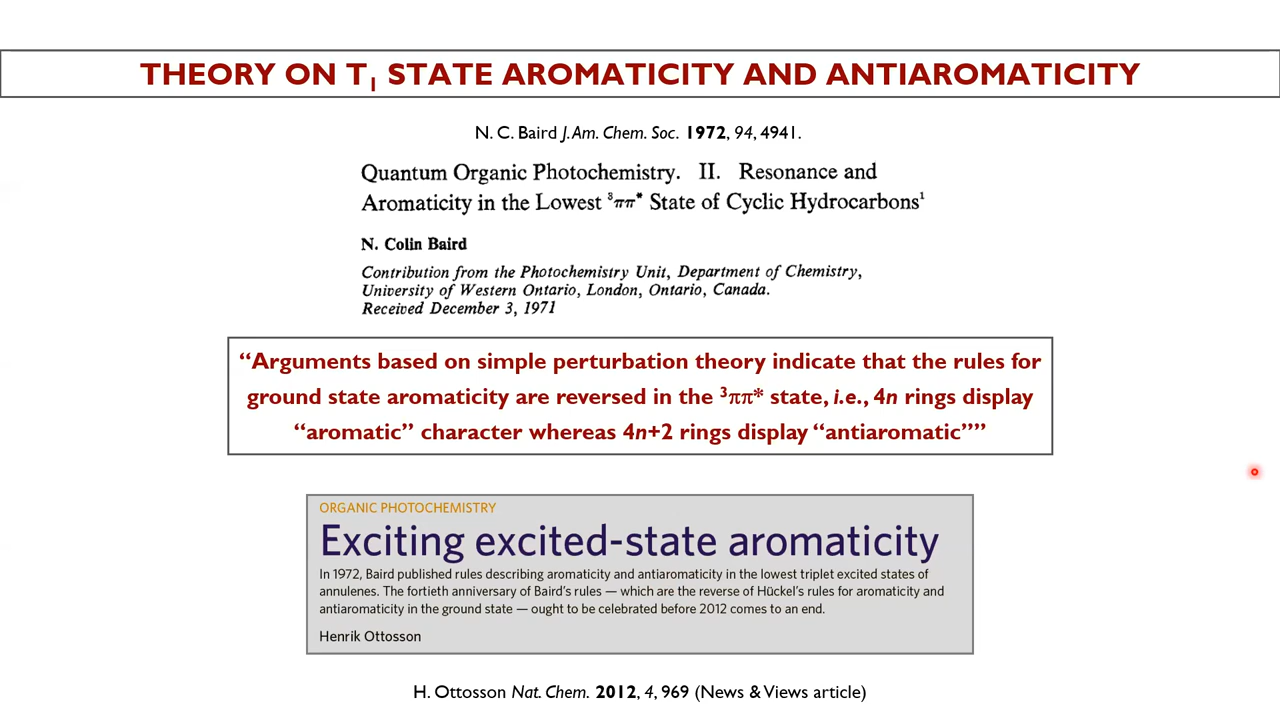 THEORY ON T₁ STATE AROMATICITY AND ANTIAROMATICITY
N. C. Baird J. Am. Chem. Soc. 1972, 94, 4941.
Quantum Organic Photochemistry. II. Resonance and
Aromaticity in the Lowest ³ππ* State of Cyclic Hydrocarbons¹
N. Colin Baird
Contribution from the Photochemistry Unit, Department of Chemistry,
University of Western Ontario, London, Ontario, Canada.
Received December 3, 1971
“Arguments based on simple perturbation theory indicate that the rules for
ground state aromaticity are reversed in the ³ππ* state, i.e., 4n rings display
“aromatic” character whereas 4n+2 rings display “antiaromatic””
ORGANIC PHOTOCHEMISTRY
Exciting excited-state aromaticity
In 1972, Baird published rules describing aromaticity and antiaromaticity in the lowest triplet excited states of
annulenes. The fortieth anniversary of Baird’s rules — which are the reverse of Hückel’s rules for aromaticity and
antiaromaticity in the ground state — ought to be celebrated before 2012 comes to an end.
Henrik Ottosson
H. Ottosson Nat. Chem. 2012, 4, 969 (News & Views article)